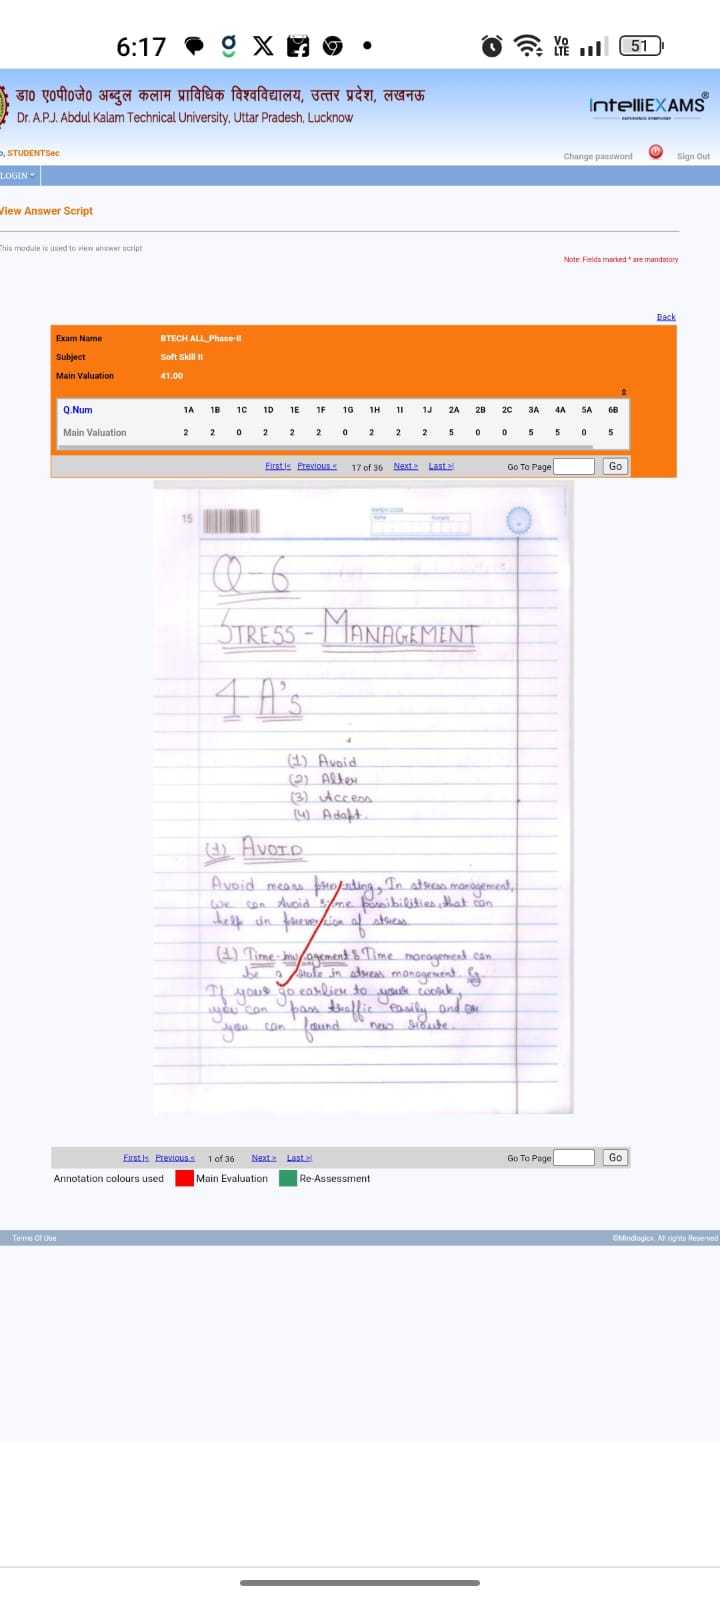 6:17
Vo LTE
51
डा० ए०पी०जे० अब्दुल कलाम प्राविधिक विश्वविद्यालय, उत्तर प्रदेश, लखनऊ
Dr. A.P.J. Abdul Kalam Technical University, Uttar Pradesh, Lucknow
IntelliEXAMS®
o, STUDENTSec
Change password
Sign Out
LOGIN
View Answer Script
This module is used to view answer script
Note: Fields marked * are mandatory
Back
Exam Name BTECH ALL_Phase-II
Subject Soft Skill II
Main Valuation 41.00
Q.Num 1A 1B 1C 1D 1E 1F 1G 1H 1I 1J 2A 2B 2C 3A 4A 5A 6B
Main Valuation 2 2 0 2 2 2 0 2 2 2 5 0 0 5 5 0 5
First|< Previous < 17 of 36 Next > Last >| Go To Page Go
15
PAPER CODE
Q-6
STRESS - MANAGEMENT
4 A's
(1) Avoid
(2) Alter
(3) Access
(4) Adapt.
(1) AVOID
Avoid means preventing, In stress management,
we can Avoid some possibilities, that can
help in prevention of stress
(1) Time-management: Time management can
be a rule in stress management. Eg.
If your go earlier to your work,
you can pass traffic easily and or
you can found new route.
First|< Previous < 1 of 36 Next > Last >| Go To Page Go
Annotation colours used Main Evaluation Re-Assessment
Terms Of Use
©Mindlogicx. All rights Reserved